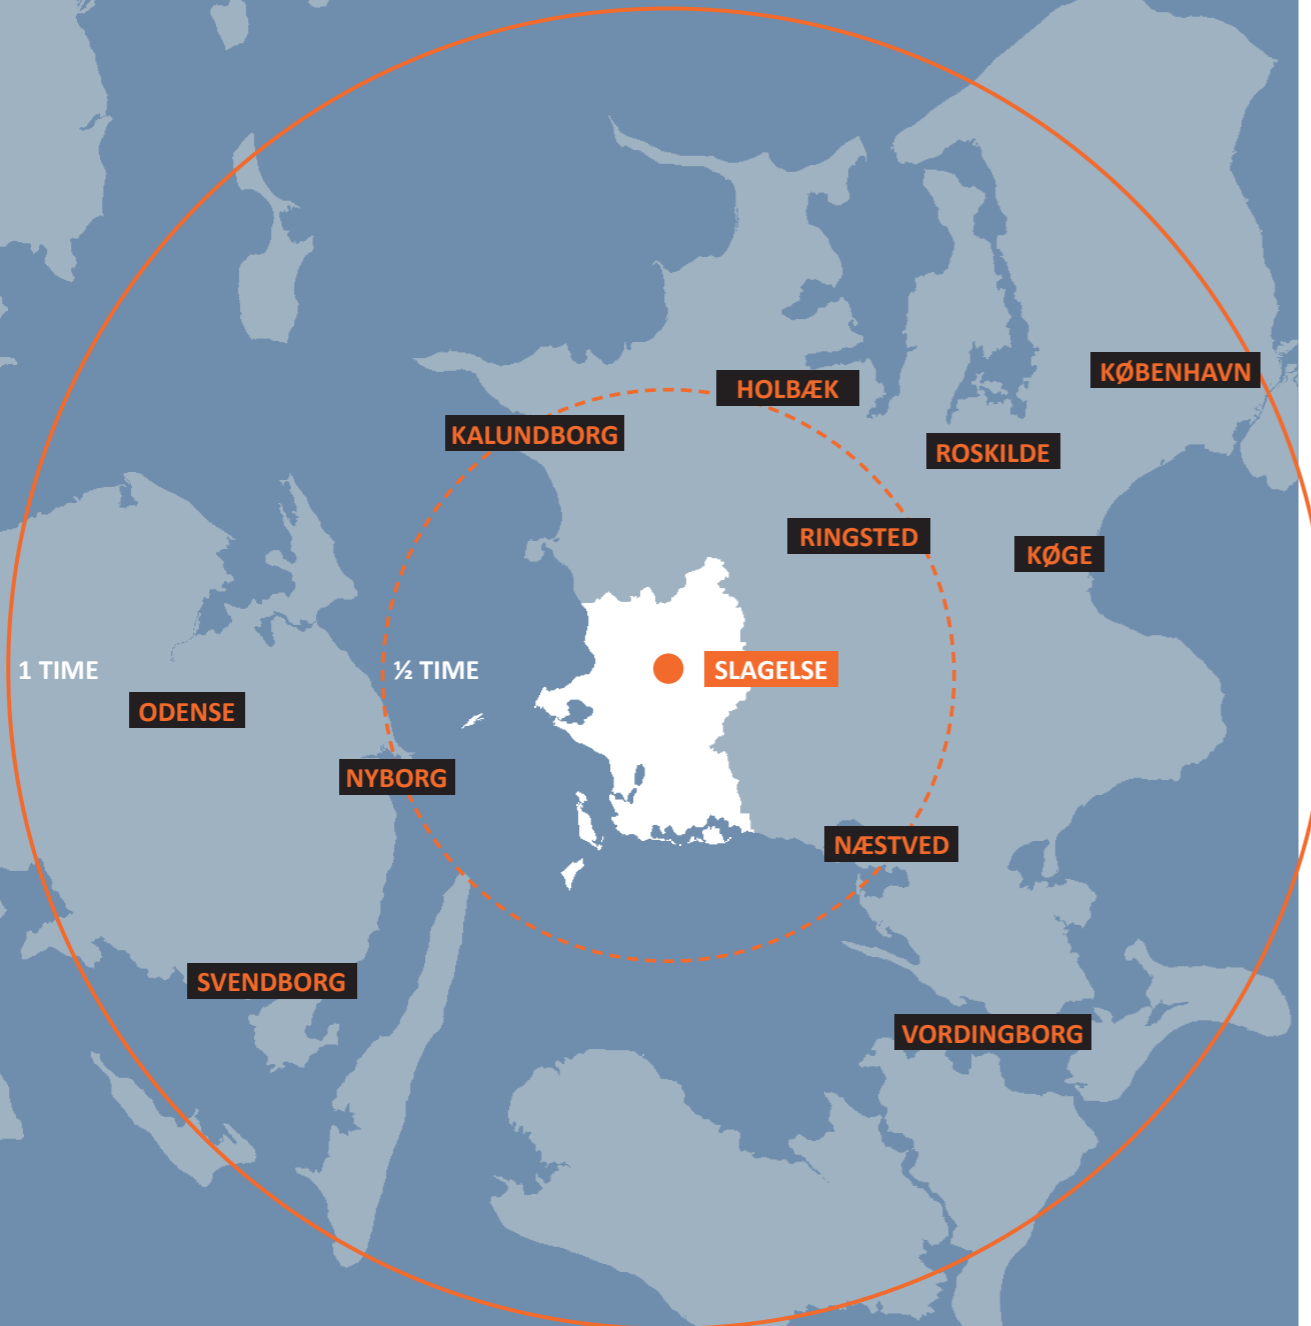 KØBENHAVN
HOLBÆK
KALUNDBORG
ROSKILDE
RINGSTED
KØGE
1 TIME
½ TIME
SLAGELSE
ODENSE
NYBORG
NÆSTVED
SVENDBORG
VORDINGBORG